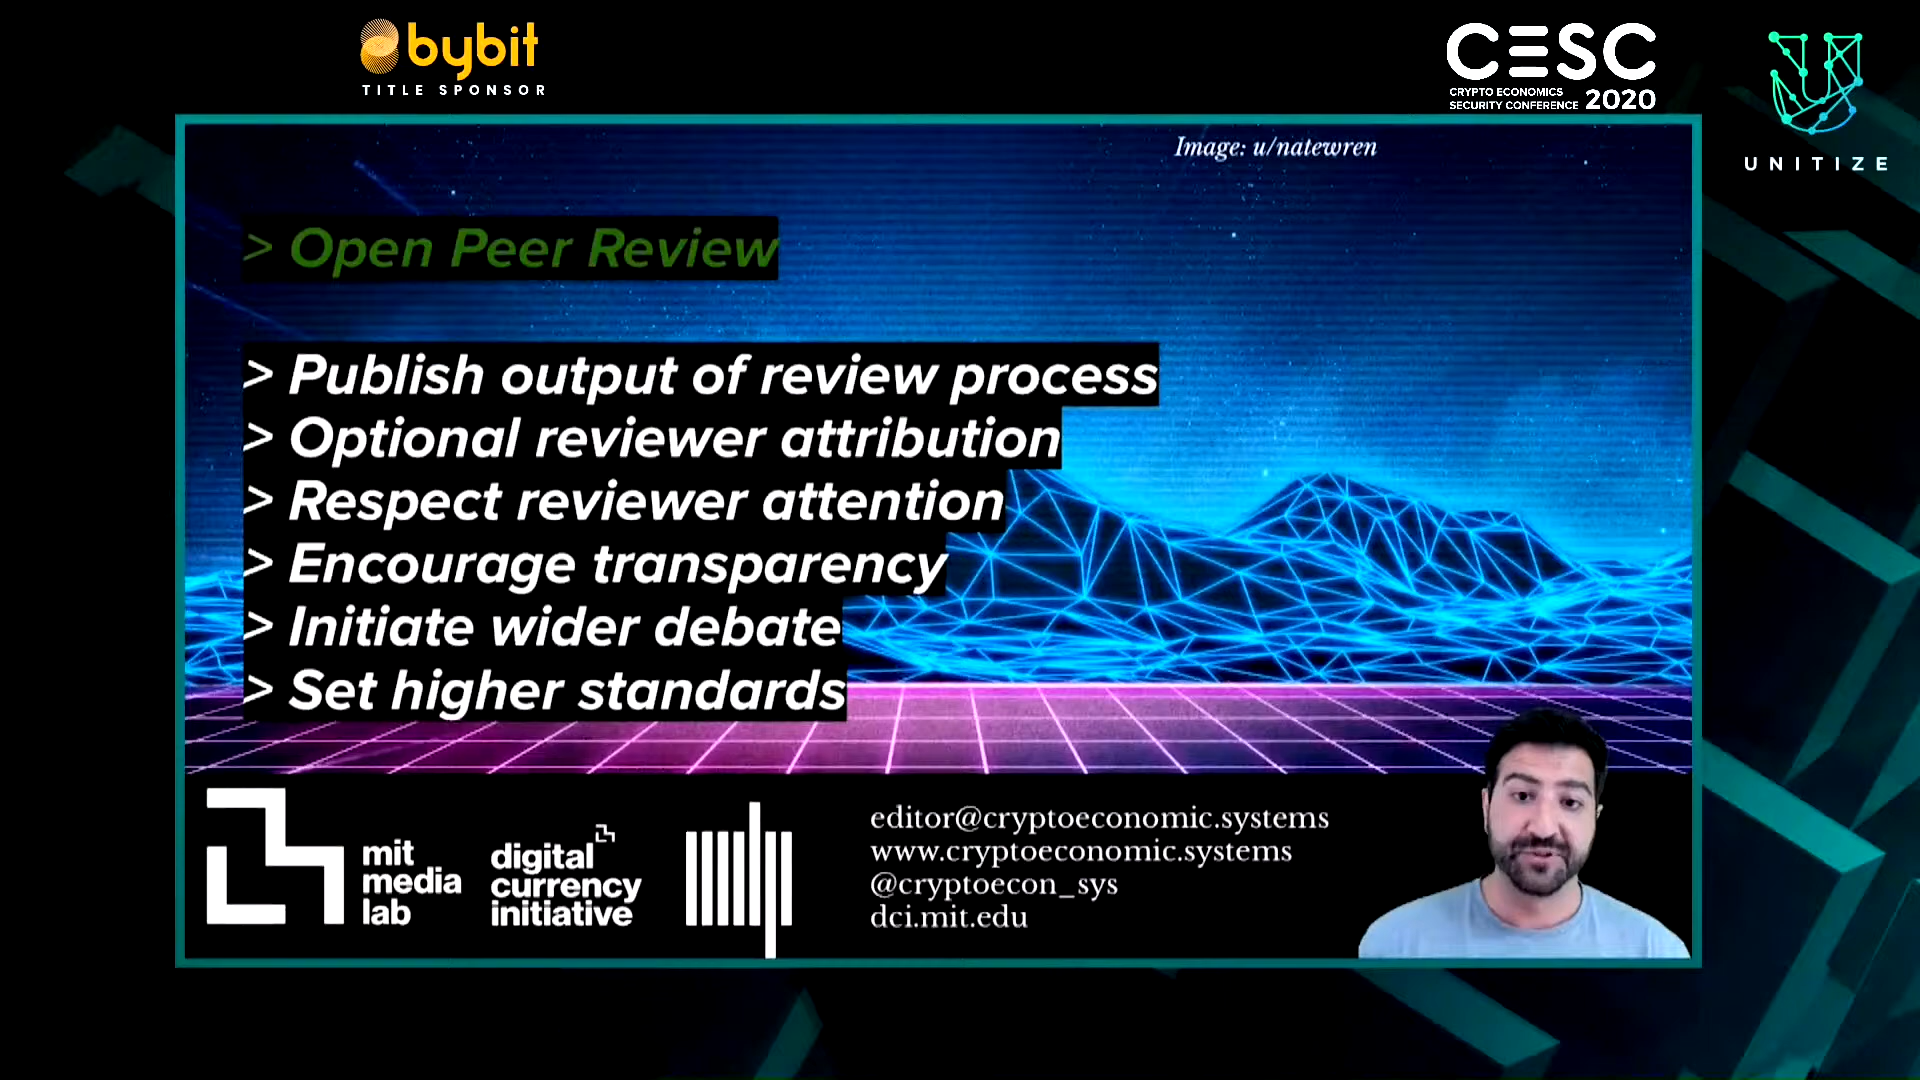 bybit
TITLE SPONSOR
CESC
CRYPTO ECONOMICS
SECURITY CONFERENCE 2020
UNITIZE
Image: u/natewren
> Open Peer Review
> Publish output of review process
> Optional reviewer attribution
> Respect reviewer attention
> Encourage transparency
> Initiate wider debate
> Set higher standards
mit
media
lab
digital
currency
initiative
editor@cryptoeconomic.systems
www.cryptoeconomic.systems
@cryptoecon_sys
dci.mit.edu